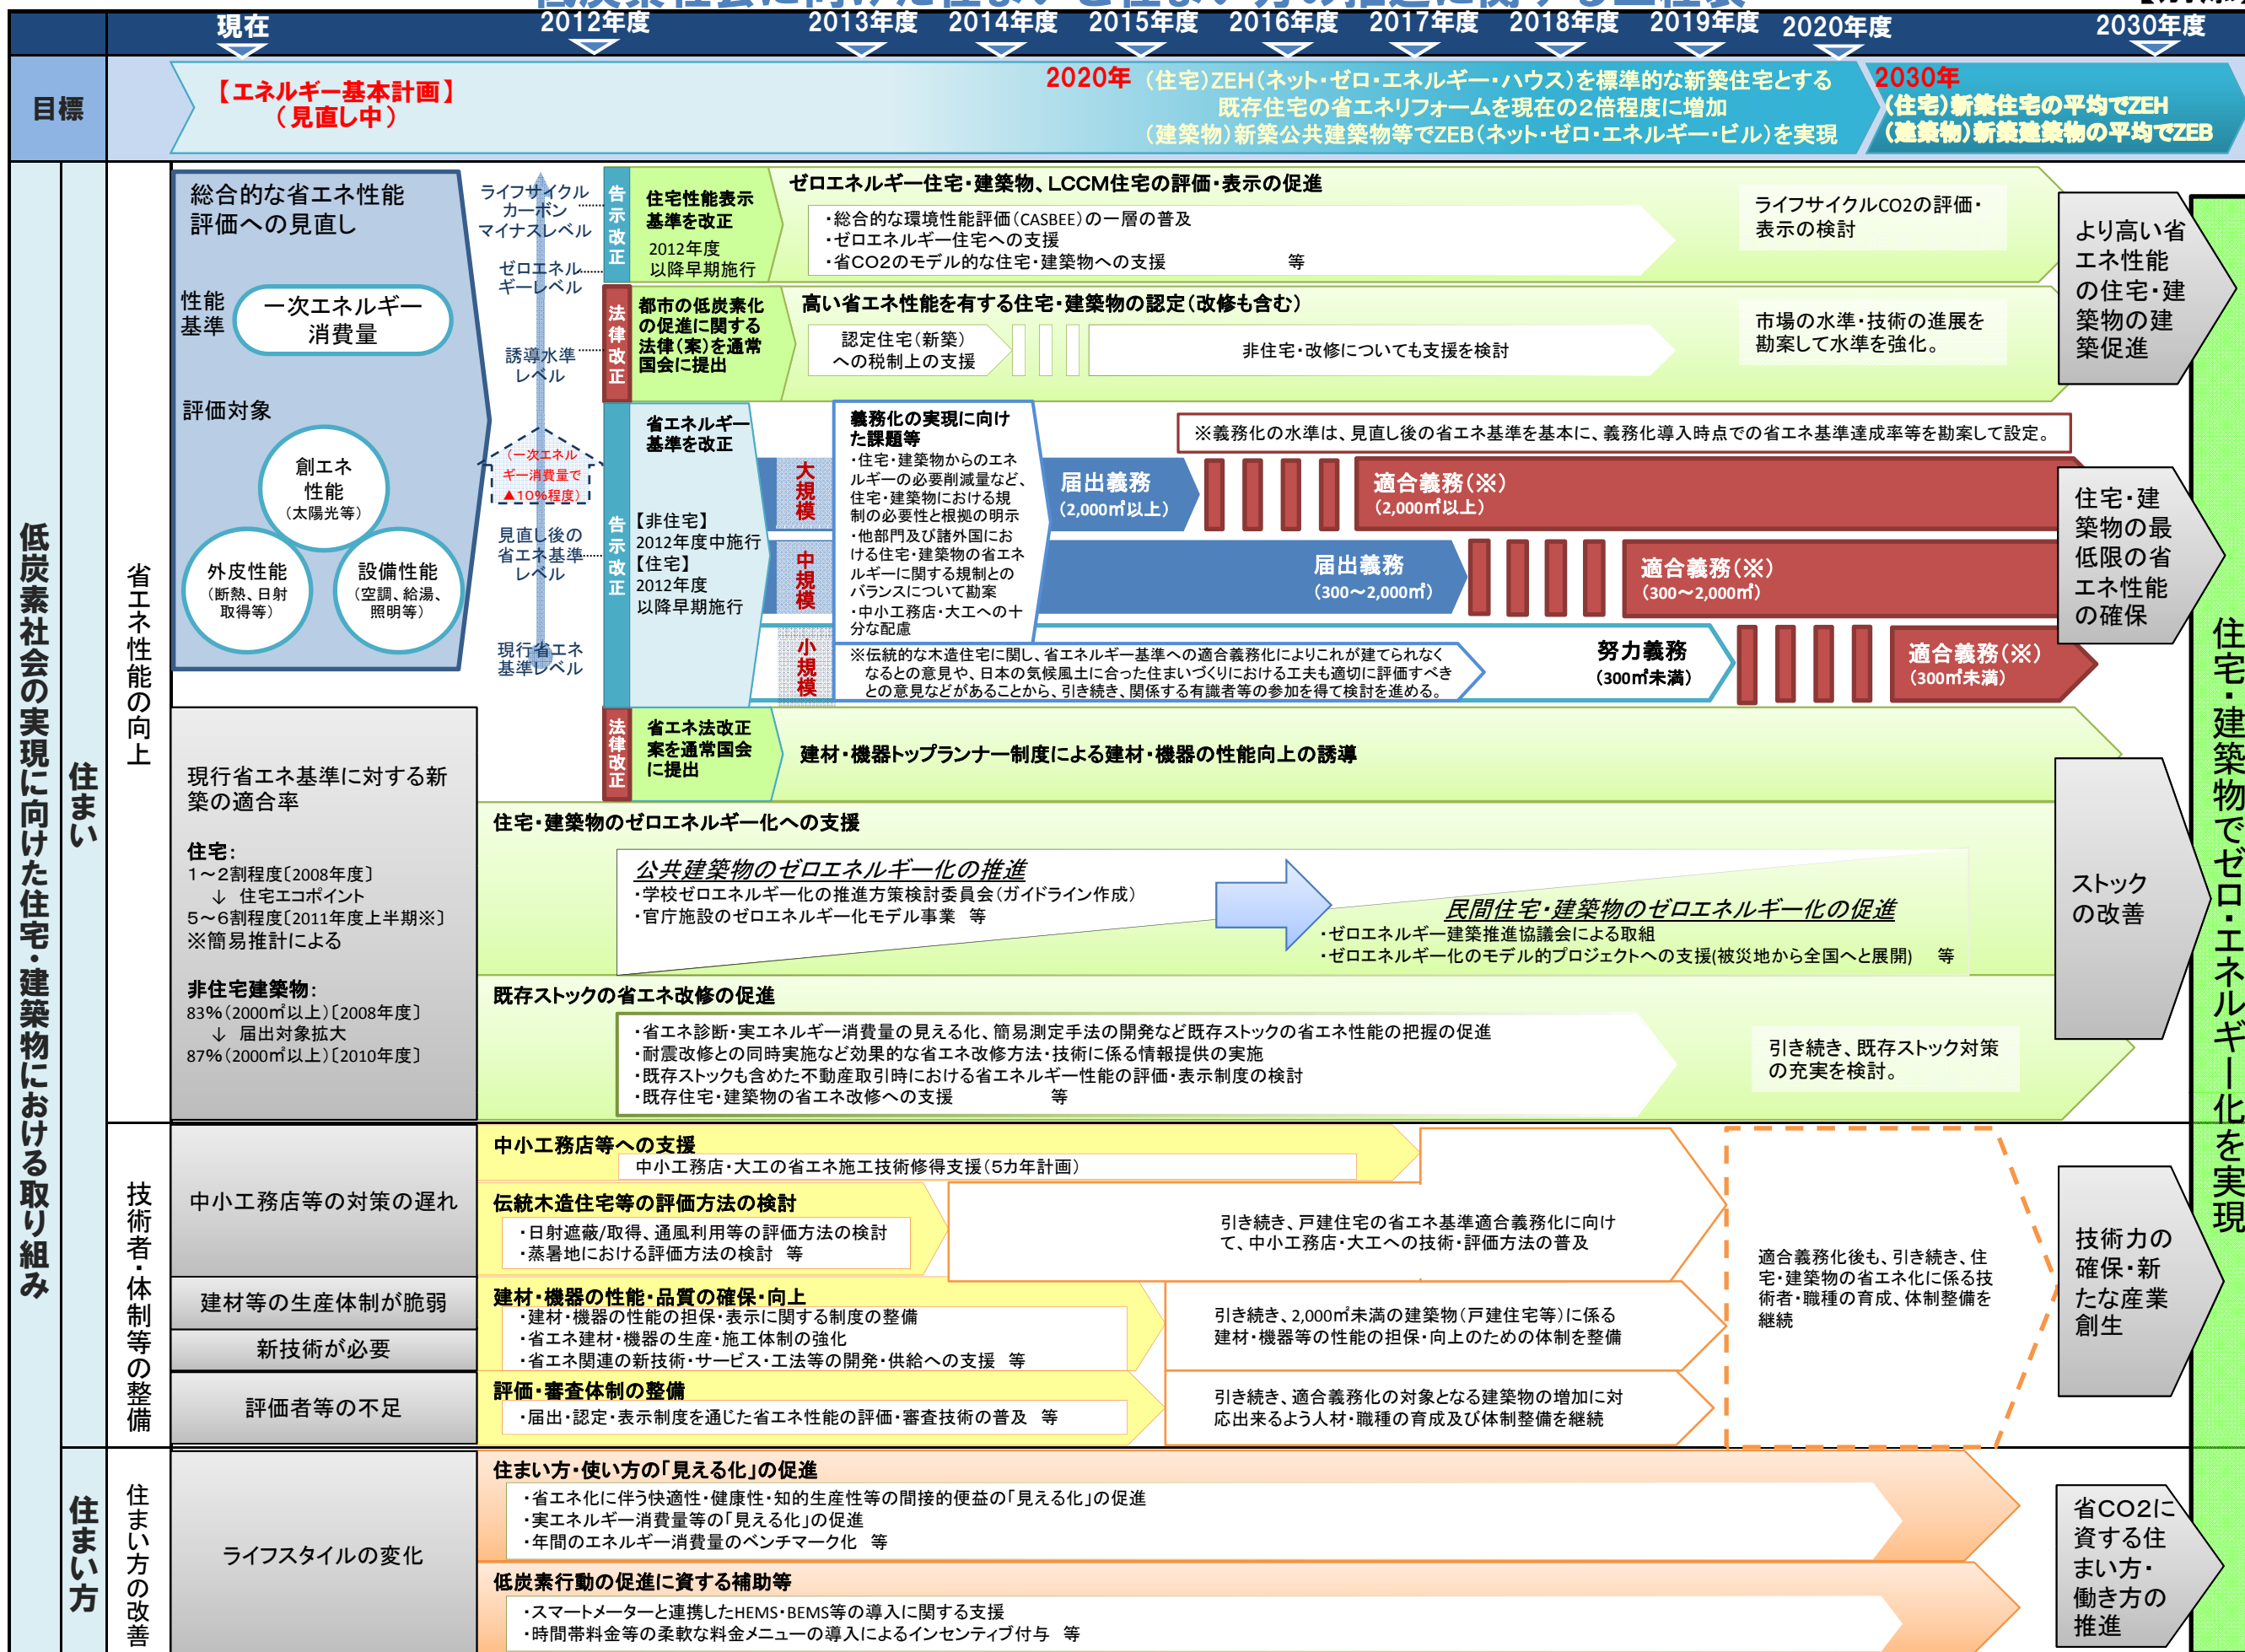 低炭素社会に向けた住まいと住まい方の推進に関する工程表
現在
2012年度
2013年度
2014年度
2015年度
2016年度
2017年度
2018年度
2019年度
2020年度
2030年度
目標
【エネルギー基本計画】
（見直し中）
2020年 (住宅)ZEH(ネット・ゼロ・エネルギー・ハウス)を標準的な新築住宅とする
既存住宅の省エネリフォームを現在の2倍程度に増加
(建築物)新築公共建築物等でZEB(ネット・ゼロ・エネルギー・ビル)を実現
2030年
(住宅)新築住宅の平均でZEH
(建築物)新築建築物の平均でZEB
低炭素社会の実現に向けた住宅・建築物における取り組み
住まい
省エネ性能の向上
総合的な省エネ性能
評価への見直し
性能
基準
一次エネルギー
消費量
評価対象
創エネ
性能
(太陽光等)
外皮性能
(断熱、日射
取得等)
設備性能
(空調、給湯、
照明等)
ライフサイクル
カーボン
マイナスレベル
ゼロエネル
ギーレベル
誘導水準
レベル
(一次エネル
ギー消費量で
▲10%程度)
見直し後の
省エネ基準
レベル
現行省エネ
基準レベル
告示改正
住宅性能表示
基準を改正
2012年度
以降早期施行
ゼロエネルギー住宅・建築物、LCCM住宅の評価・表示の促進
・総合的な環境性能評価(CASBEE)の一層の普及
・ゼロエネルギー住宅への支援
・省CO2のモデル的な住宅・建築物への支援 等
ライフサイクルCO2の評価・
表示の検討
より高い省
エネ性能
の住宅・建
築物の建
築促進
法律改正
都市の低炭素化
の促進に関する
法律(案)を通常
国会に提出
高い省エネ性能を有する住宅・建築物の認定(改修も含む)
認定住宅(新築)
への税制上の支援
非住宅・改修についても支援を検討
市場の水準・技術の進展を
勘案して水準を強化。
告示改正
省エネルギー
基準を改正
【非住宅】
2012年度中施行
【住宅】
2012年度
以降早期施行
大規模
中規模
小規模
義務化の実現に向け
た課題等
・住宅・建築物からのエネ
ルギーの必要削減量など、
住宅・建築物における規
制の必要性と根拠の明示
・他部門及び諸外国にお
ける住宅・建築物の省エネ
ルギーに関する規制との
バランスについて勘案
・中小工務店・大工への十
分な配慮
※義務化の水準は、見直し後の省エネ基準を基本に、義務化導入時点での省エネ基準達成率等を勘案して設定。
届出義務
(2,000㎡以上)
適合義務(※)
(2,000㎡以上)
届出義務
(300～2,000㎡)
適合義務(※)
(300～2,000㎡)
※伝統的な木造住宅に関し、省エネルギー基準への適合義務化によりこれが建てられなく
なるとの意見や、日本の気候風土に合った住まいづくりにおける工夫も適切に評価すべき
との意見などがあることから、引き続き、関係する有識者等の参加を得て検討を進める。
努力義務
(300㎡未満)
適合義務(※)
(300㎡未満)
住宅・建
築物の最
低限の省
エネ性能
の確保
法律改正
省エネ法改正
案を通常国会
に提出
建材・機器トップランナー制度による建材・機器の性能向上の誘導
現行省エネ基準に対する新
築の適合率
住宅：
1～2割程度〔2008年度〕
↓ 住宅エコポイント
5～6割程度〔2011年度上半期※〕
※簡易推計による
非住宅建築物：
83%(2000㎡以上)〔2008年度〕
↓ 届出対象拡大
87%(2000㎡以上)〔2010年度〕
住宅・建築物のゼロエネルギー化への支援
公共建築物のゼロエネルギー化の推進
・学校ゼロエネルギー化の推進方策検討委員会(ガイドライン作成)
・官庁施設のゼロエネルギー化モデル事業 等
民間住宅・建築物のゼロエネルギー化の促進
・ゼロエネルギー建築推進協議会による取組
・ゼロエネルギー化のモデル的プロジェクトへの支援(被災地から全国へと展開) 等
既存ストックの省エネ改修の促進
・省エネ診断・実エネルギー消費量の見える化、簡易測定手法の開発など既存ストックの省エネ性能の把握の促進
・耐震改修との同時実施など効果的な省エネ改修方法・技術に係る情報提供の実施
・既存ストックも含めた不動産取引時における省エネルギー性能の評価・表示制度の検討
・既存住宅・建築物の省エネ改修への支援 等
引き続き、既存ストック対策
の充実を検討。
ストック
の改善
住宅・建築物でゼロ・エネルギー化を実現
技術者・体制等の整備
中小工務店等の対策の遅れ
建材等の生産体制が脆弱
新技術が必要
評価者等の不足
中小工務店等への支援
中小工務店・大工の省エネ施工技術修得支援(5カ年計画)
伝統木造住宅等の評価方法の検討
・日射遮蔽/取得、通風利用等の評価方法の検討
・蒸暑地における評価方法の検討 等
引き続き、戸建住宅の省エネ基準適合義務化に向け
て、中小工務店・大工への技術・評価方法の普及
建材・機器の性能・品質の確保・向上
・建材・機器の性能の担保・表示に関する制度の整備
・省エネ建材・機器の生産・施工体制の強化
・省エネ関連の新技術・サービス・工法等の開発・供給への支援 等
引き続き、2,000㎡未満の建築物(戸建住宅等)に係る
建材・機器等の性能の担保・向上のための体制を整備
評価・審査体制の整備
・届出・認定・表示制度を通じた省エネ性能の評価・審査技術の普及 等
引き続き、適合義務化の対象となる建築物の増加に対
応出来るよう人材・職種の育成及び体制整備を継続
適合義務化後も、引き続き、住
宅・建築物の省エネ化に係る技
術者・職種の育成、体制整備を
継続
技術力の
確保・新
たな産業
創生
住まい方
住まい方の改善
ライフスタイルの変化
住まい方・使い方の「見える化」の促進
・省エネ化に伴う快適性・健康性・知的生産性等の間接的便益の「見える化」の促進
・実エネルギー消費量等の「見える化」の促進
・年間のエネルギー消費量のベンチマーク化 等
低炭素行動の促進に資する補助等
・スマートメーターと連携したHEMS・BEMS等の導入に関する支援
・時間帯料金等の柔軟な料金メニューの導入によるインセンティブ付与 等
省CO2に
資する住
まい方・
働き方の
推進